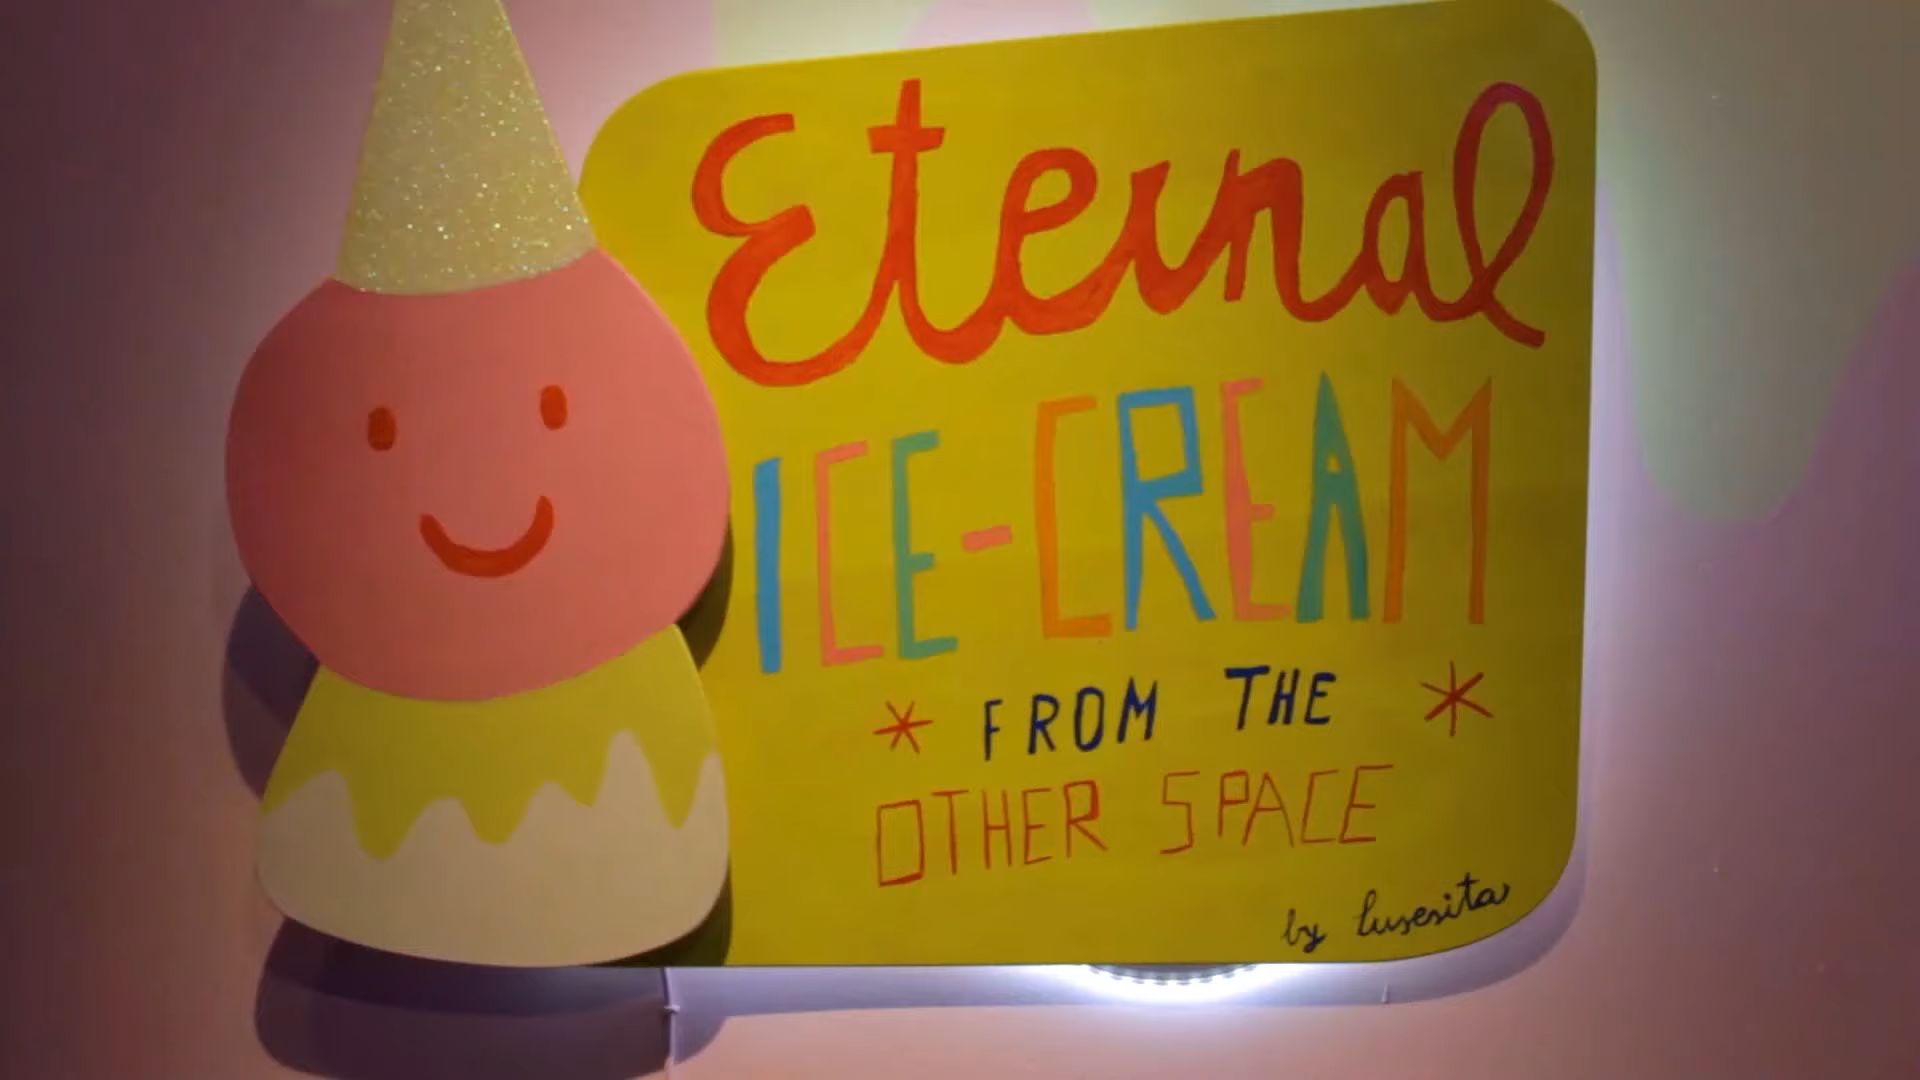 Eternal
ICE-CREAM
* FROM THE *
OTHER SPACE
by lusesita